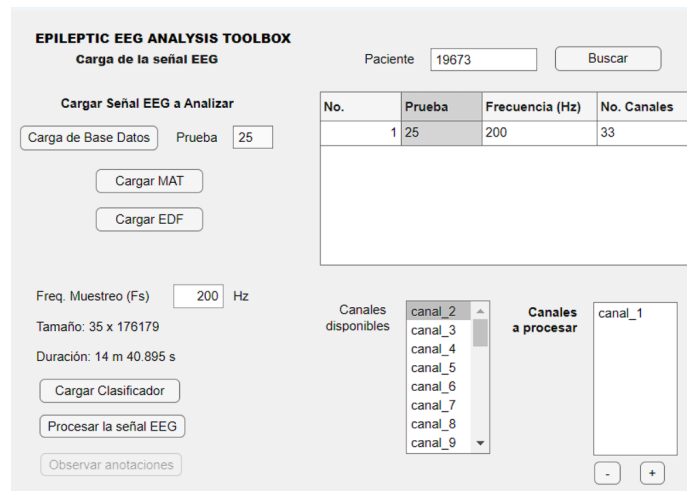 EPILEPTIC EEG ANALYSIS TOOLBOX
Carga de la señal EEG
Paciente 19673 Buscar
Cargar Señal EEG a Analizar
Carga de Base Datos Prueba 25
Cargar MAT
Cargar EDF
No. Prueba Frecuencia (Hz) No. Canales
1 25 200 33
Freq. Muestreo (Fs) 200 Hz
Tamaño: 35 x 176179
Duración: 14 m 40.895 s
Cargar Clasificador
Procesar la señal EEG
Observar anotaciones
Canales
disponibles
canal_2
canal_3
canal_4
canal_5
canal_6
canal_7
canal_8
canal_9
Canales
a procesar
canal_1
- +